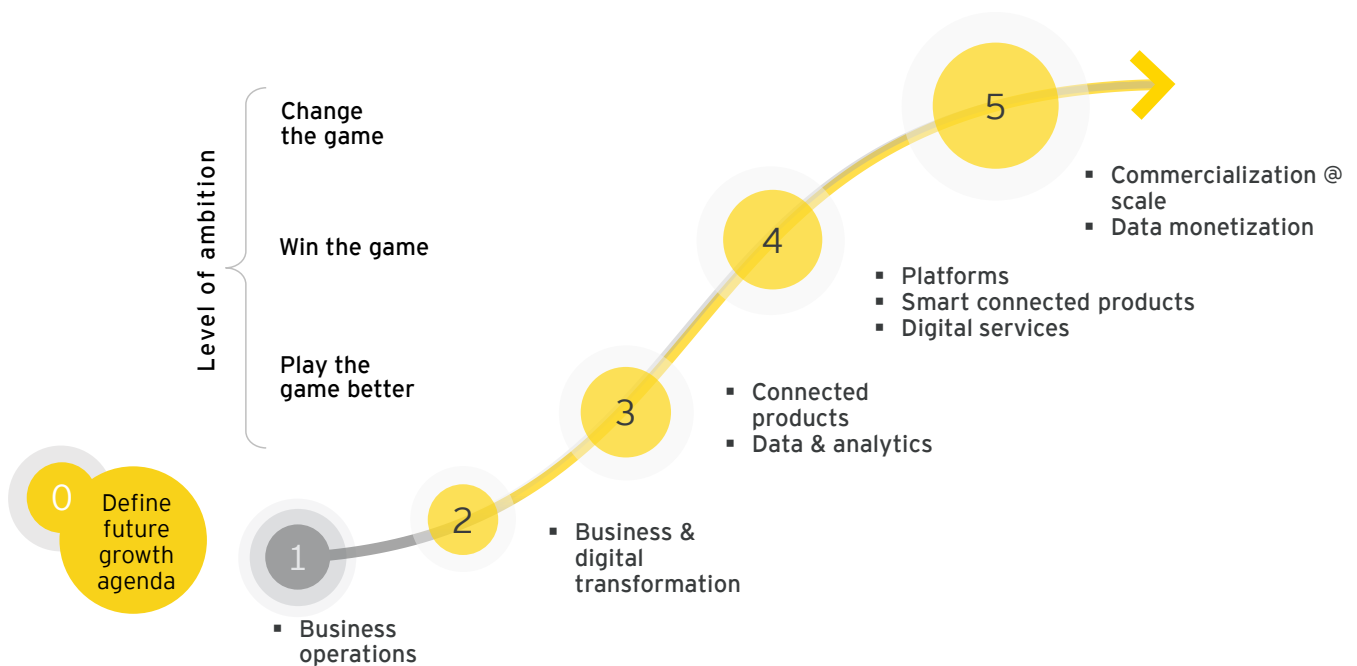 Level of ambition
Change
the game
Win the game
Play the
game better
0
Define
future
growth
agenda
1
▪ Business
operations
2
▪ Business &
digital
transformation
3
▪ Connected
products
▪ Data & analytics
4
▪ Platforms
▪ Smart connected products
▪ Digital services
5
▪ Commercialization @
scale
▪ Data monetization